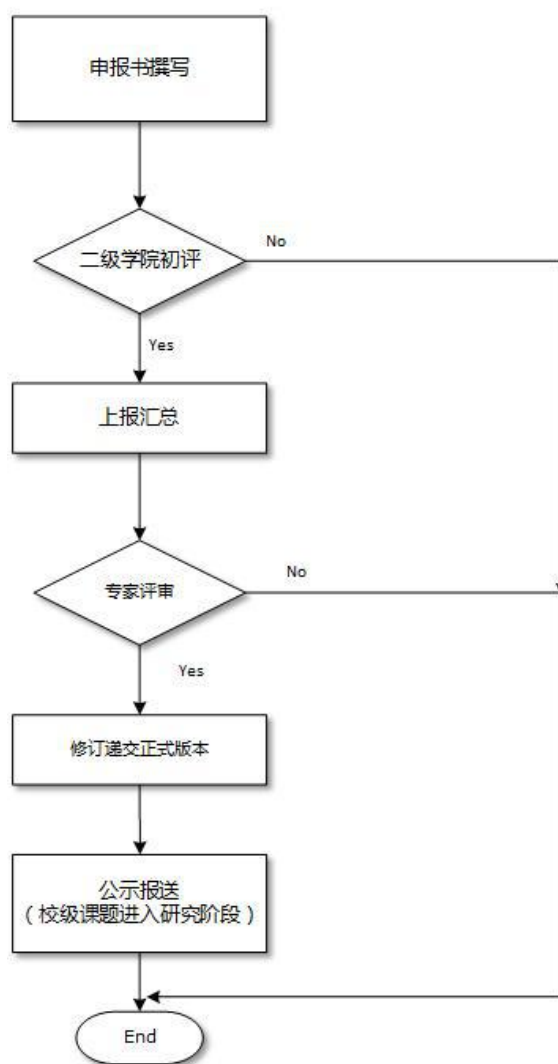 申报书撰写
二级学院初评
No
Yes
上报汇总
专家评审
No
Yes
修订递交正式版本
公示报送
（校级课题进入研究阶段）
End